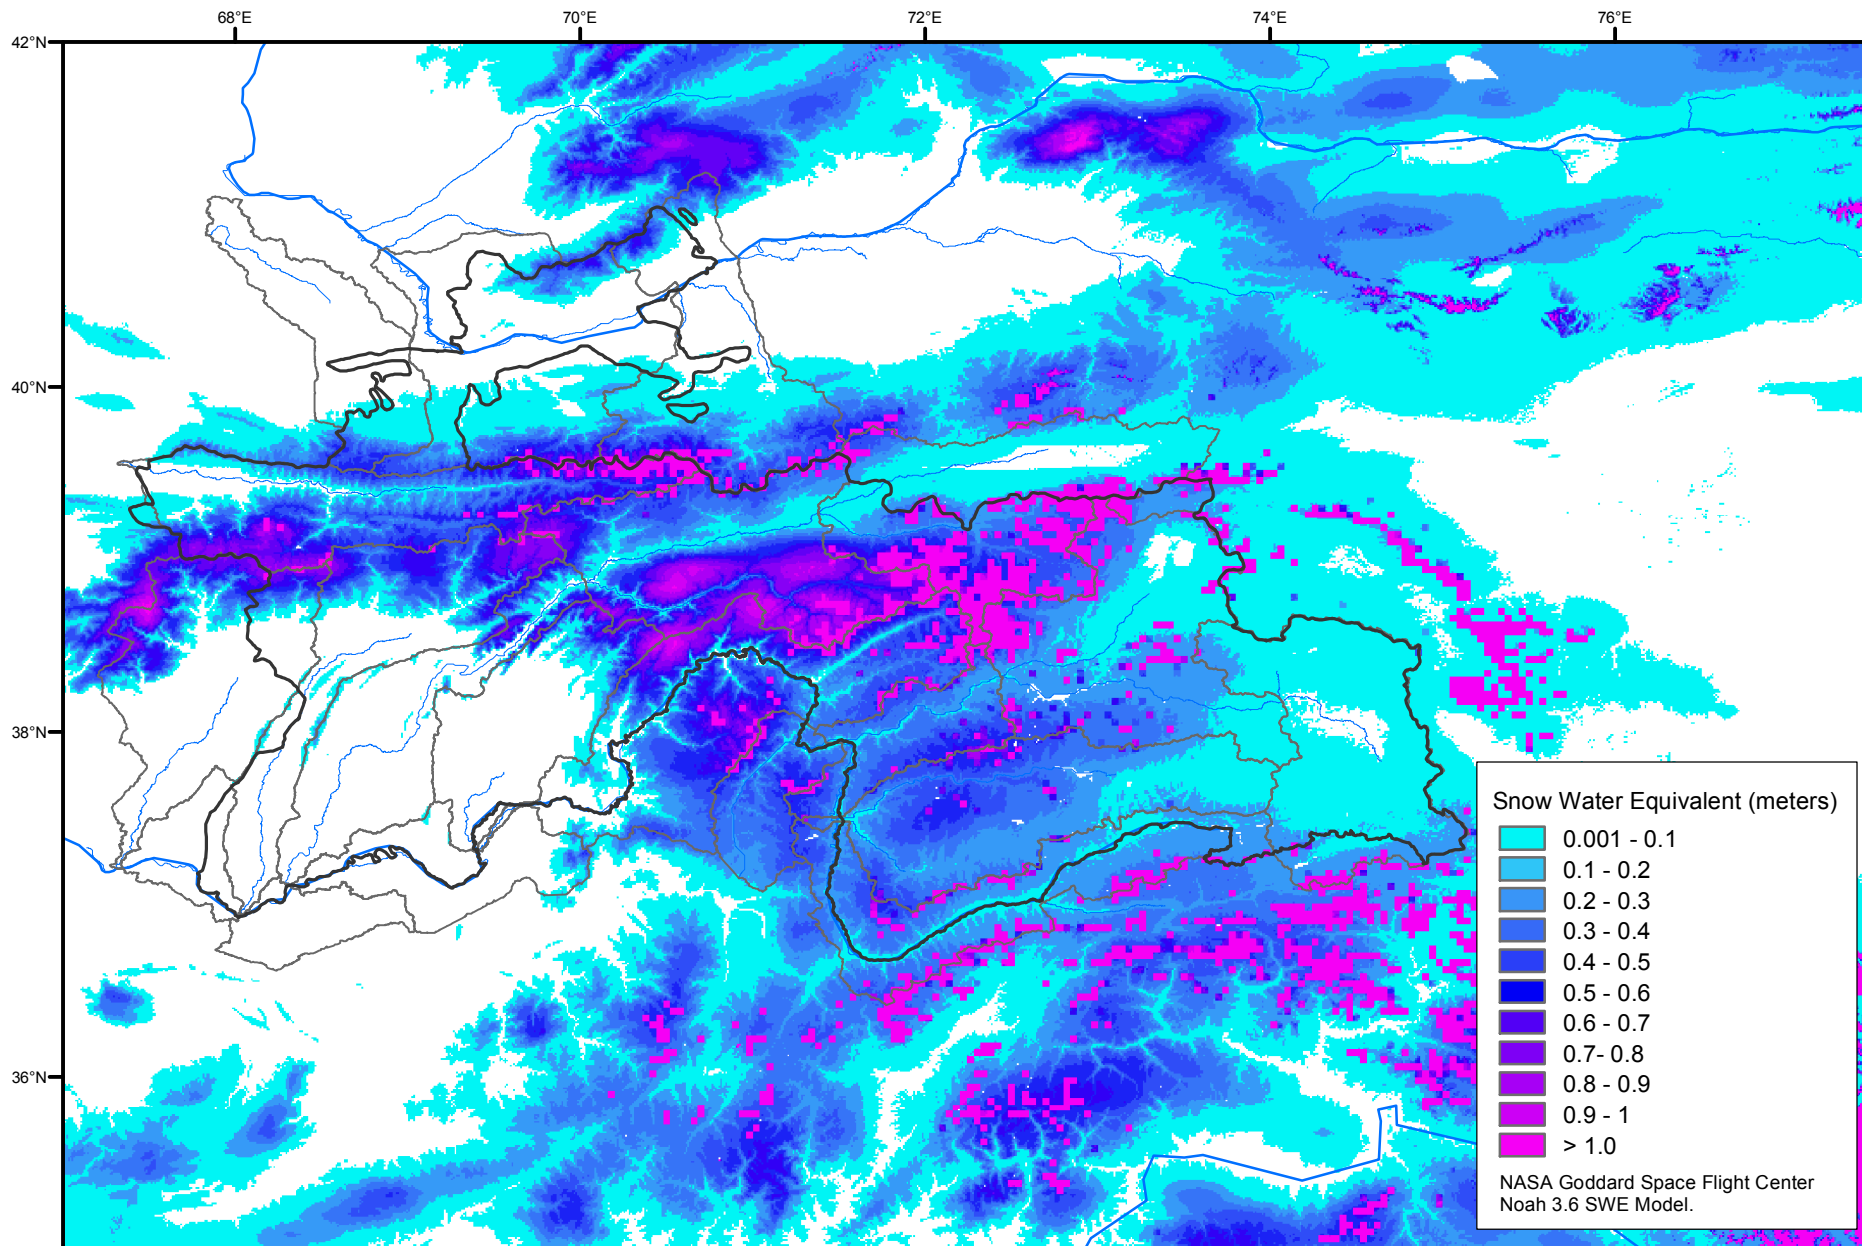 68°E
70°E
72°E
74°E
76°E
42°N
40°N
38°N
36°N
Snow Water Equivalent (meters)
0.001 - 0.1
0.1 - 0.2
0.2 - 0.3
0.3 - 0.4
0.4 - 0.5
0.5 - 0.6
0.6 - 0.7
0.7- 0.8
0.8 - 0.9
0.9 - 1
> 1.0
NASA Goddard Space Flight Center
Noah 3.6 SWE Model.